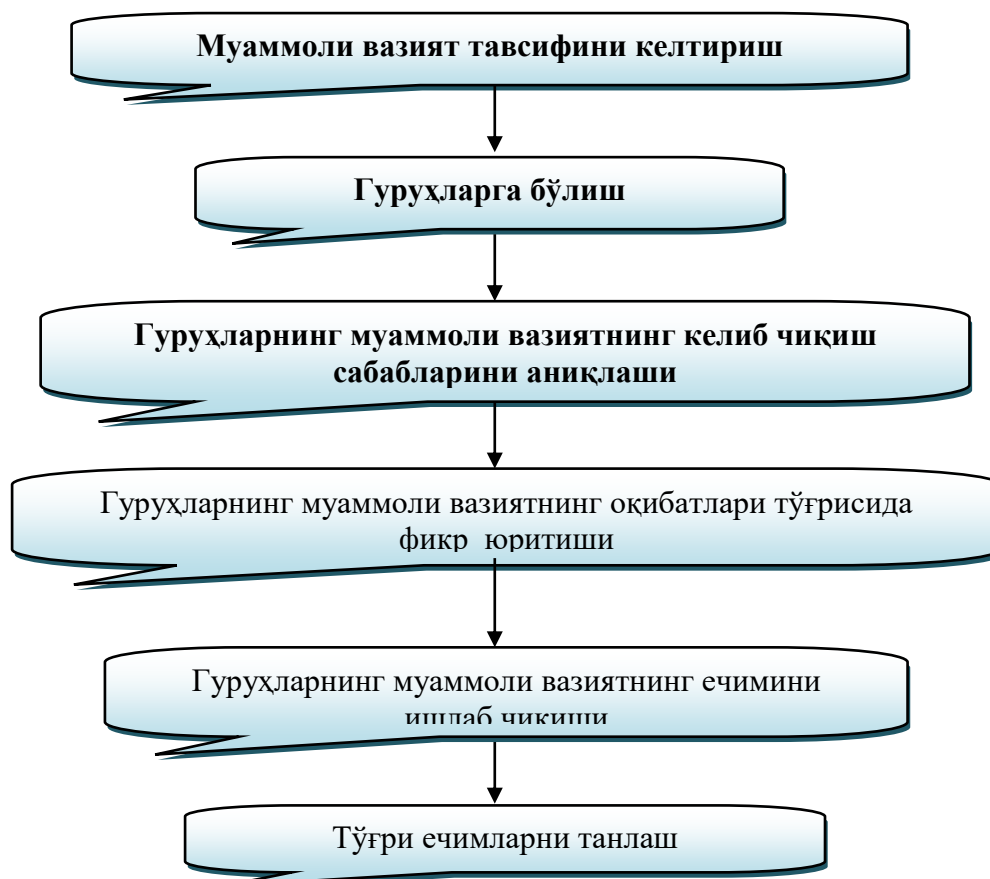 Муаммоли вазият тавсифини келтириш
Гуруҳларга бўлиш
Гуруҳларнинг муаммоли вазиятнинг келиб чиқиш
сабабларини аниқлаши
Гуруҳларнинг муаммоли вазиятнинг оқибатлари тўғрисида
фикр юритиши
Гуруҳларнинг муаммоли вазиятнинг ечимини
ишлаб чиқиши
Тўғри ечимларни танлаш